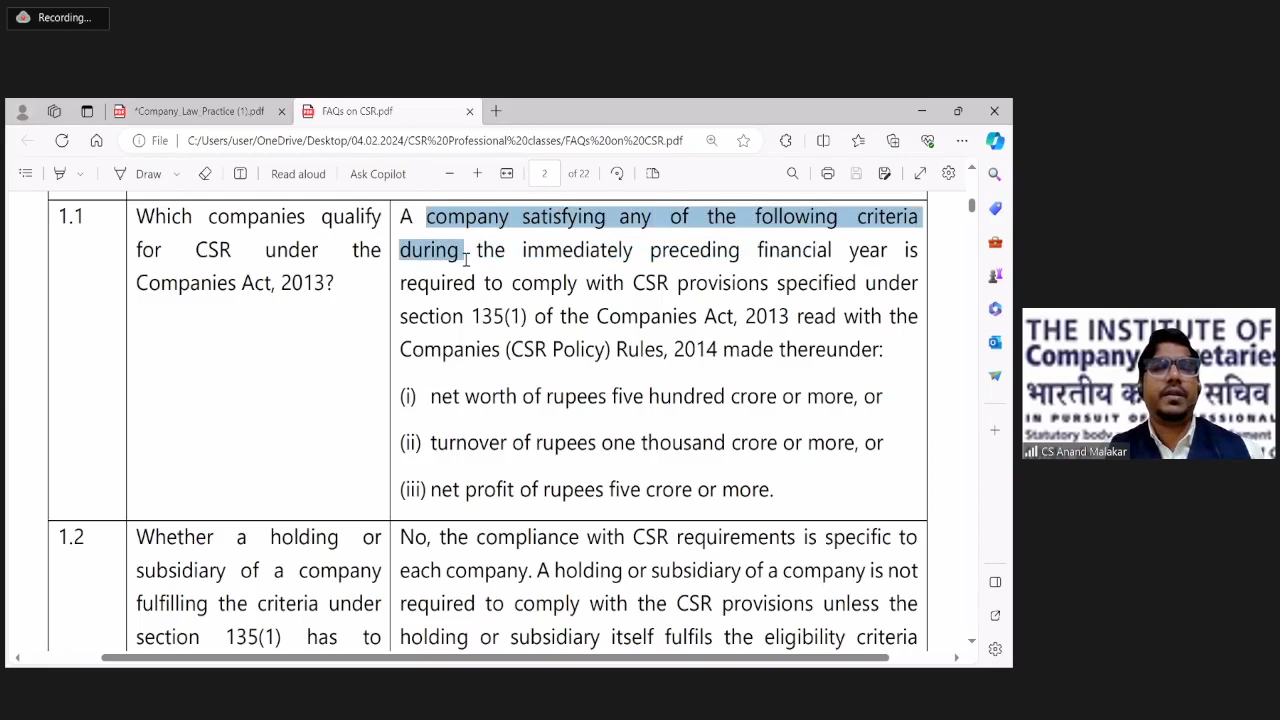 Recording...
*Company_Law_Practice (1).pdf
FAQs on CSR.pdf
File C:/Users/user/OneDrive/Desktop/04.02.2024/CSR%20Professional%20classes/FAQs%20on%20CSR.pdf
Draw
Read aloud
Ask Copilot
2 of 22
1.1
Which companies qualify
for CSR under the
Companies Act, 2013?
A company satisfying any of the following criteria
during the immediately preceding financial year is
required to comply with CSR provisions specified under
section 135(1) of the Companies Act, 2013 read with the
Companies (CSR Policy) Rules, 2014 made thereunder:
(i) net worth of rupees five hundred crore or more, or
(ii) turnover of rupees one thousand crore or more, or
(iii) net profit of rupees five crore or more.
1.2
Whether a holding or
subsidiary of a company
fulfilling the criteria under
section 135(1) has to
No, the compliance with CSR requirements is specific to
each company. A holding or subsidiary of a company is not
required to comply with the CSR provisions unless the
holding or subsidiary itself fulfils the eligibility criteria
THE INSTITUTE OF
Company
भारतीय सचिव
IN PURSUIT OF
Statutory
CS Anand Malakar